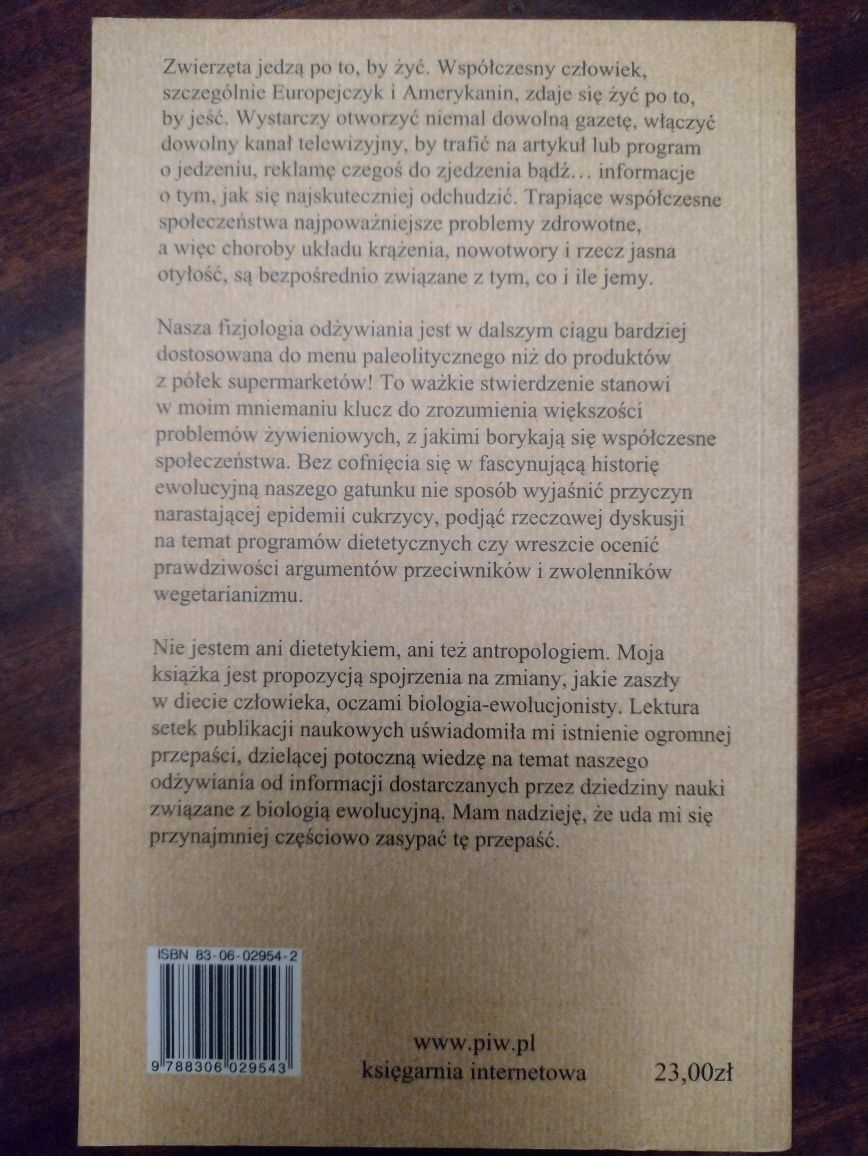 Zwierzęta jedzą po to, by żyć. Współczesny człowiek,
szczególnie Europejczyk i Amerykanin, zdaje się żyć po to,
by jeść. Wystarczy otworzyć niemal dowolną gazetę, włączyć
dowolny kanał telewizyjny, by trafić na artykuł lub program
o jedzeniu, reklamę czegoś do zjedzenia bądź… informacje
o tym, jak się najskuteczniej odchudzić. Trapiące współczesne
społeczeństwa najpoważniejsze problemy zdrowotne,
a więc choroby układu krążenia, nowotwory i rzecz jasna
otyłość, są bezpośrednio związane z tym, co i ile jemy.
Nasza fizjologia odżywiania jest w dalszym ciągu bardziej
dostosowana do menu paleolitycznego niż do produktów
z półek supermarketów! To ważkie stwierdzenie stanowi
w moim mniemaniu klucz do zrozumienia większości
problemów żywieniowych, z jakimi borykają się współczesne
społeczeństwa. Bez cofnięcia się w fascynującą historię
ewolucyjną naszego gatunku nie sposób wyjaśnić przyczyn
narastającej epidemii cukrzycy, podjąć rzeczowej dyskusji
na temat programów dietetycznych czy wreszcie ocenić
prawdziwości argumentów przeciwników i zwolenników
wegetarianizmu.
Nie jestem ani dietetykiem, ani też antropologiem. Moja
książka jest propozycją spojrzenia na zmiany, jakie zaszły
w diecie człowieka, oczami biologa-ewolucjonisty. Lektura
setek publikacji naukowych uświadomiła mi istnienie ogromnej
przepaści, dzielącej potoczną wiedzę na temat naszego
odżywiania od informacji dostarczanych przez dziedziny nauki
związane z biologią ewolucyjną. Mam nadzieję, że uda mi się
przynajmniej częściowo zasypać tę przepaść.
ISBN 83-06-02954-2
9 788306 029543
www.piw.pl
księgarnia internetowa
23,00zł